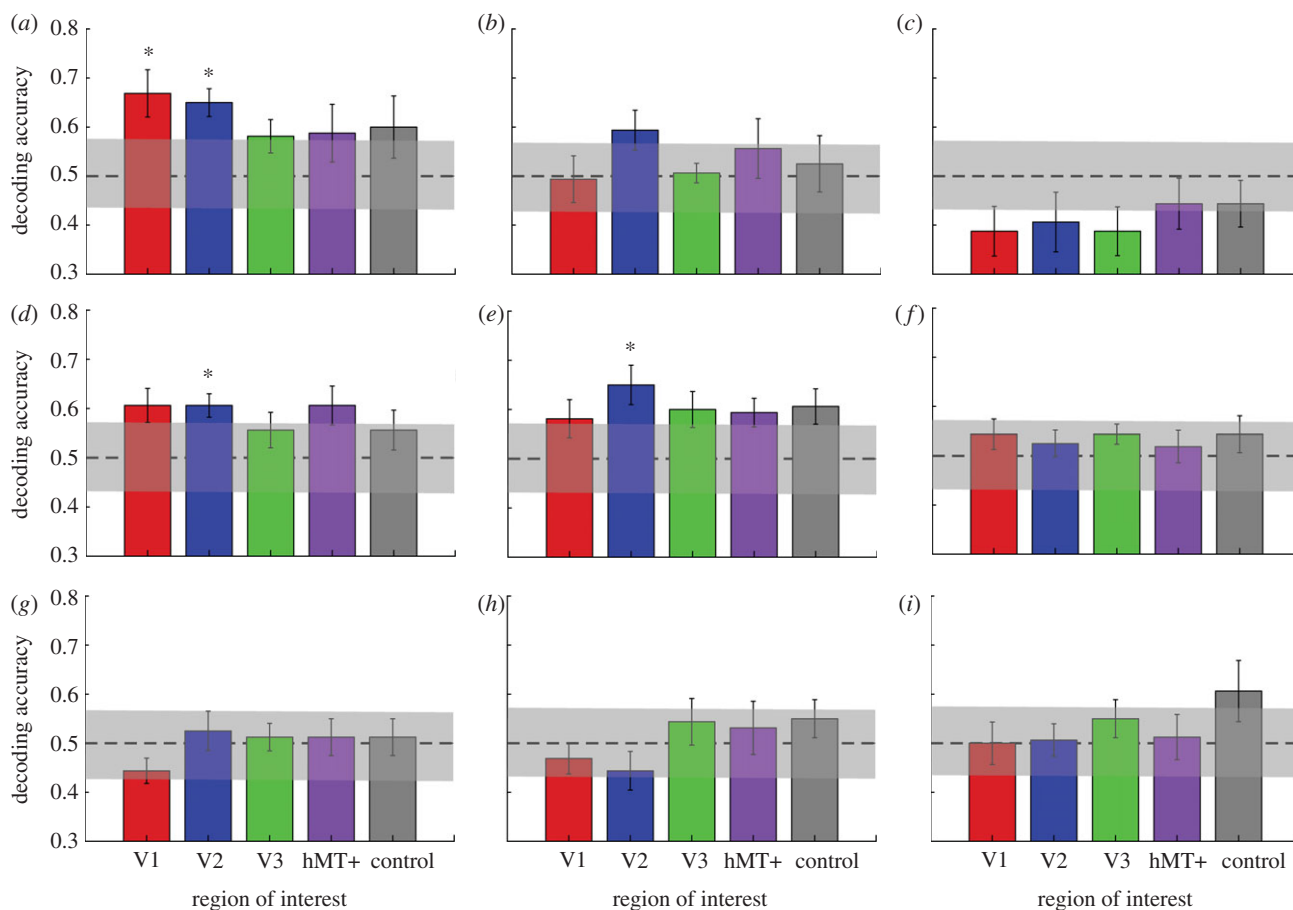 (a) (b) (c)
0.8
0.7
0.6
0.5
0.4
0.3
decoding accuracy
* *
(d) (e) (f)
0.8
0.7
0.6
0.5
0.4
0.3
decoding accuracy
* *
(g) (h) (i)
0.8
0.7
0.6
0.5
0.4
0.3
decoding accuracy
V1 V2 V3 hMT+ control V1 V2 V3 hMT+ control V1 V2 V3 hMT+ control
region of interest region of interest region of interest